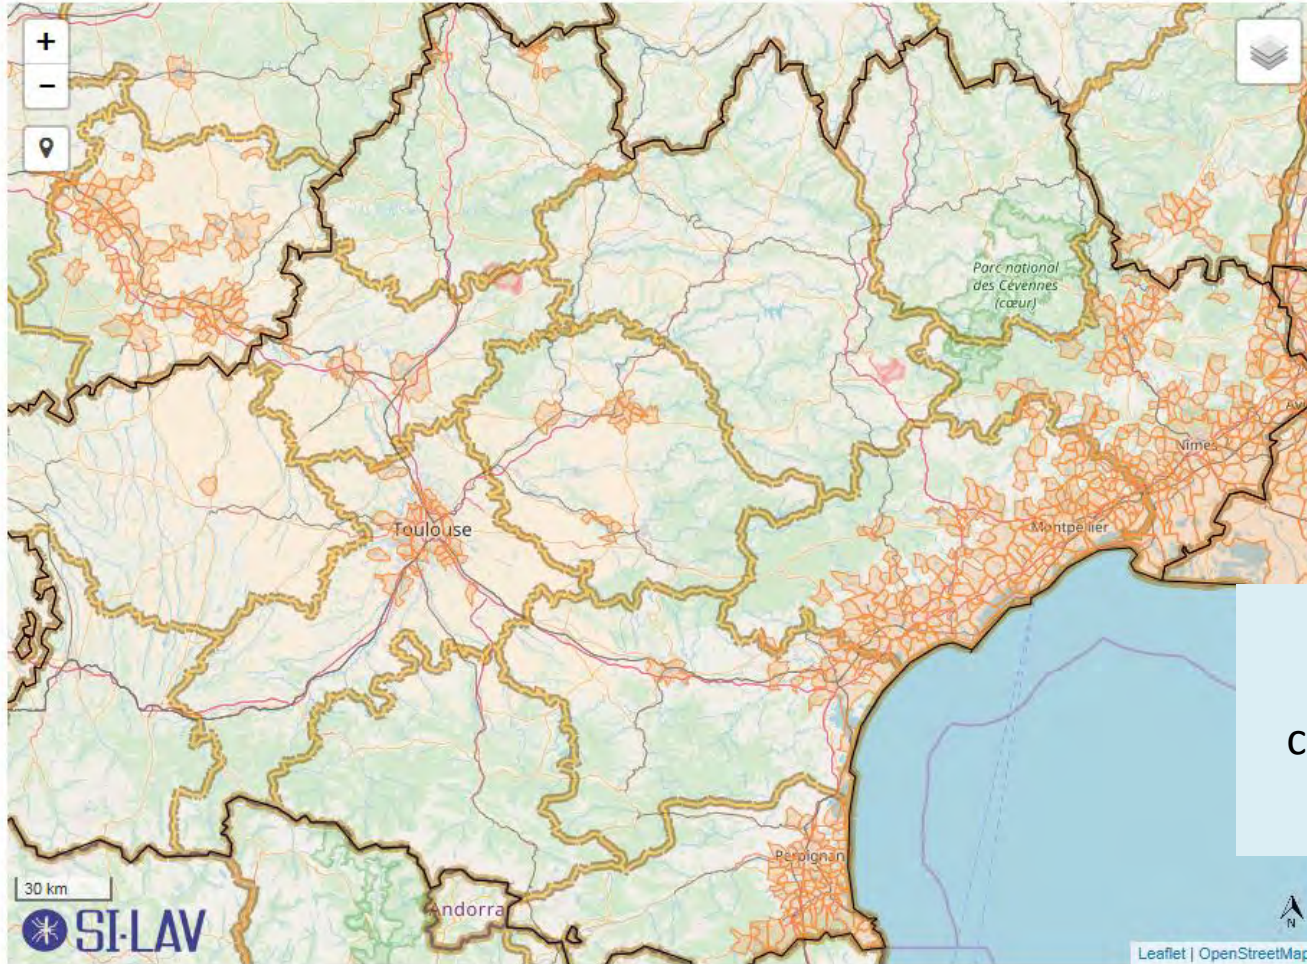 +
−
Parc national
des Cévennes
(cœur)
Nîmes
Toulouse
Montpellier
c
Perpignan
30 km
Andorra
SI-LAV
N
Leaflet | OpenStreetMap